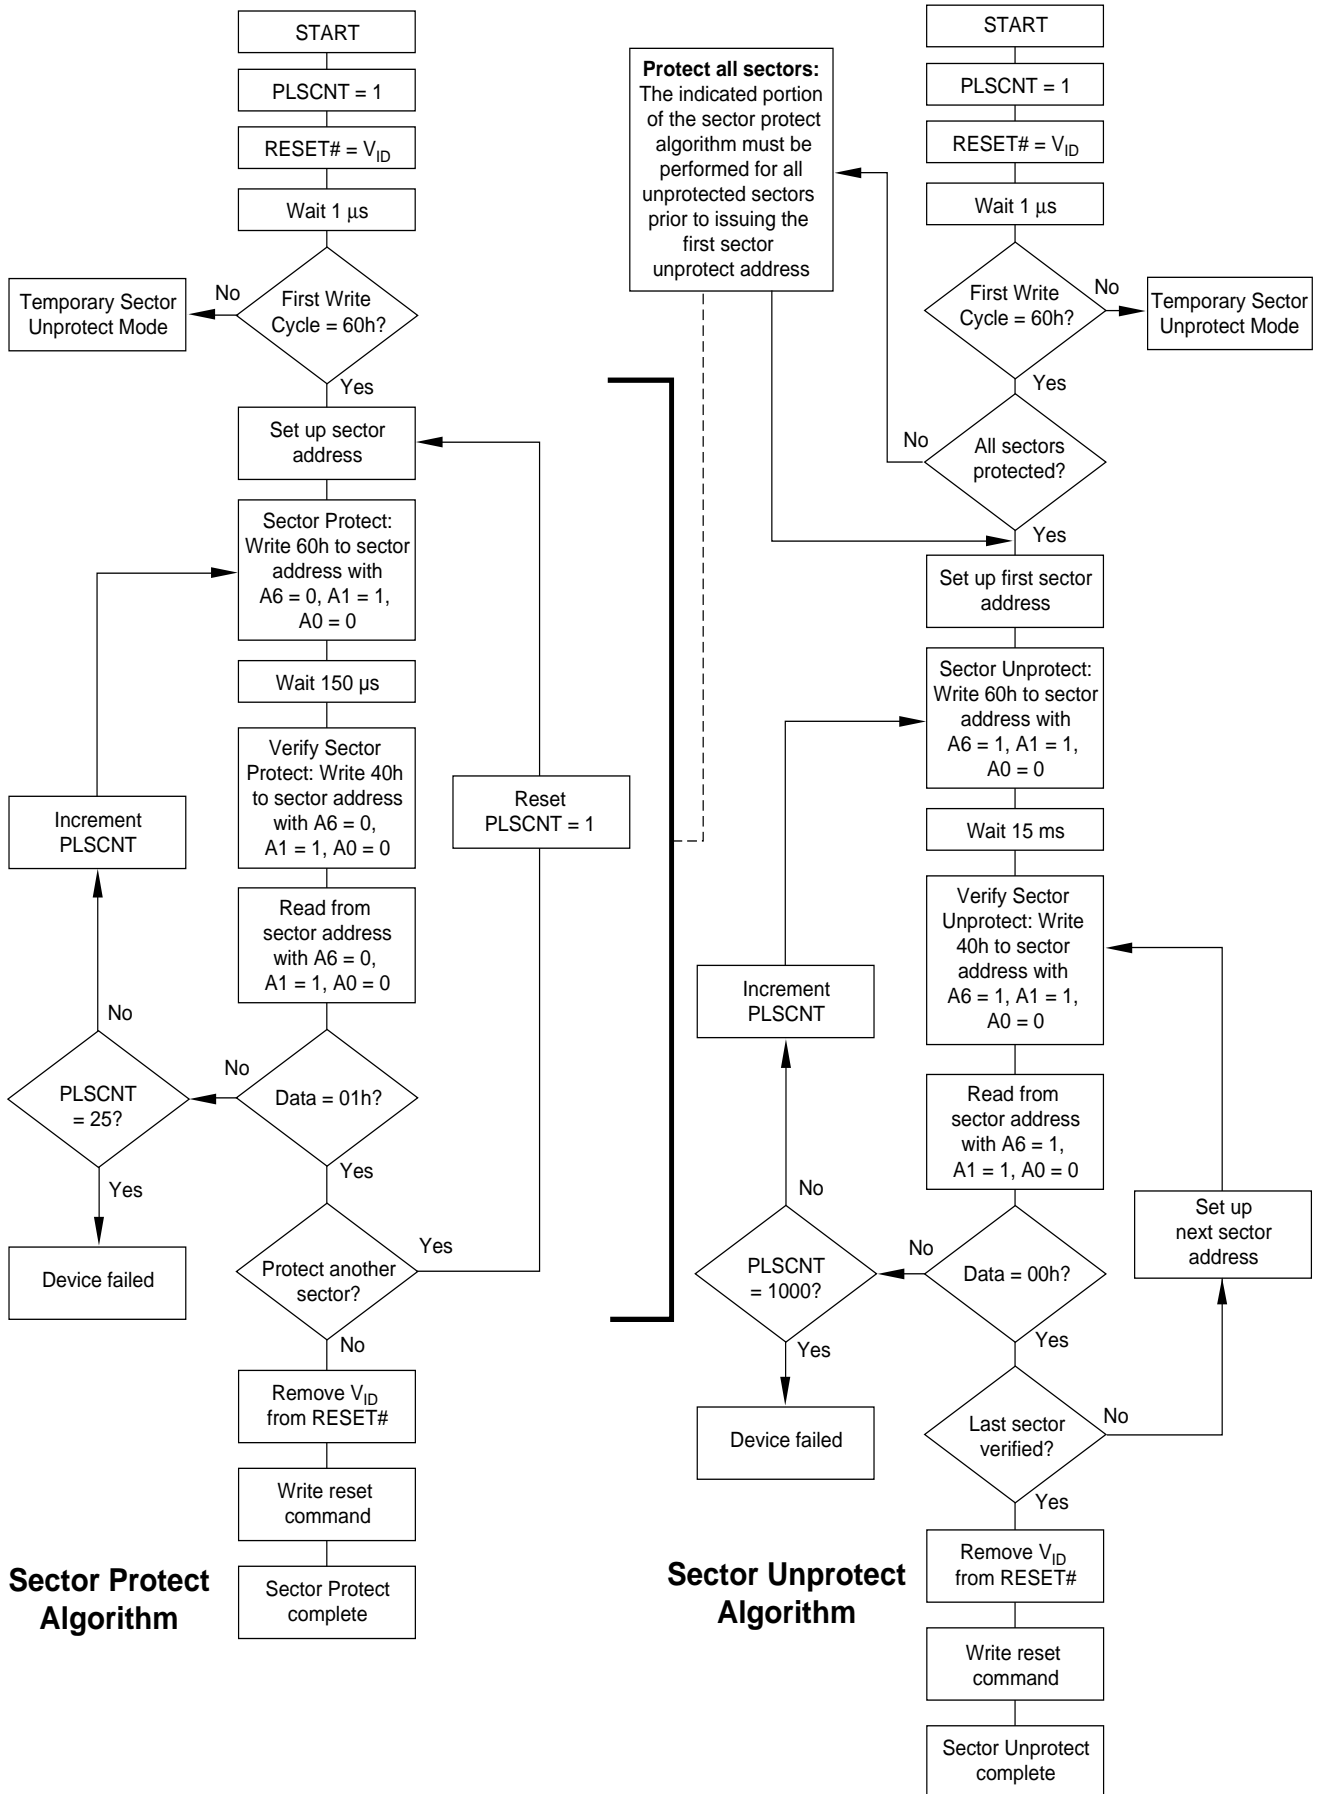 START
PLSCNT = 1
RESET# = VID
Wait 1 μs
First Write
Cycle = 60h?
No
Temporary Sector
Unprotect Mode
Yes
Set up sector
address
Sector Protect:
Write 60h to sector
address with
A6 = 0, A1 = 1,
A0 = 0
Wait 150 µs
Verify Sector
Protect: Write 40h
to sector address
with A6 = 0,
A1 = 1, A0 = 0
Increment
PLSCNT
Reset
PLSCNT = 1
Read from
sector address
with A6 = 0,
A1 = 1, A0 = 0
No
PLSCNT
= 25?
No
Data = 01h?
Yes
Yes
Device failed
Protect another
sector?
Yes
No
Remove VID
from RESET#
Write reset
command
Sector Protect
complete
Sector Protect
Algorithm
Protect all sectors:
The indicated portion
of the sector protect
algorithm must be
performed for all
unprotected sectors
prior to issuing the
first sector
unprotect address
START
PLSCNT = 1
RESET# = VID
Wait 1 μs
First Write
Cycle = 60h?
No
Temporary Sector
Unprotect Mode
Yes
No
All sectors
protected?
Yes
Set up first sector
address
Sector Unprotect:
Write 60h to sector
address with
A6 = 1, A1 = 1,
A0 = 0
Wait 15 ms
Verify Sector
Unprotect: Write
40h to sector
address with
A6 = 1, A1 = 1,
A0 = 0
Increment
PLSCNT
Read from
sector address
with A6 = 1,
A1 = 1, A0 = 0
No
Set up
next sector
address
PLSCNT
= 1000?
No
Data = 00h?
Yes
Yes
Device failed
Last sector
verified?
No
Yes
Remove VID
from RESET#
Write reset
command
Sector Unprotect
complete
Sector Unprotect
Algorithm